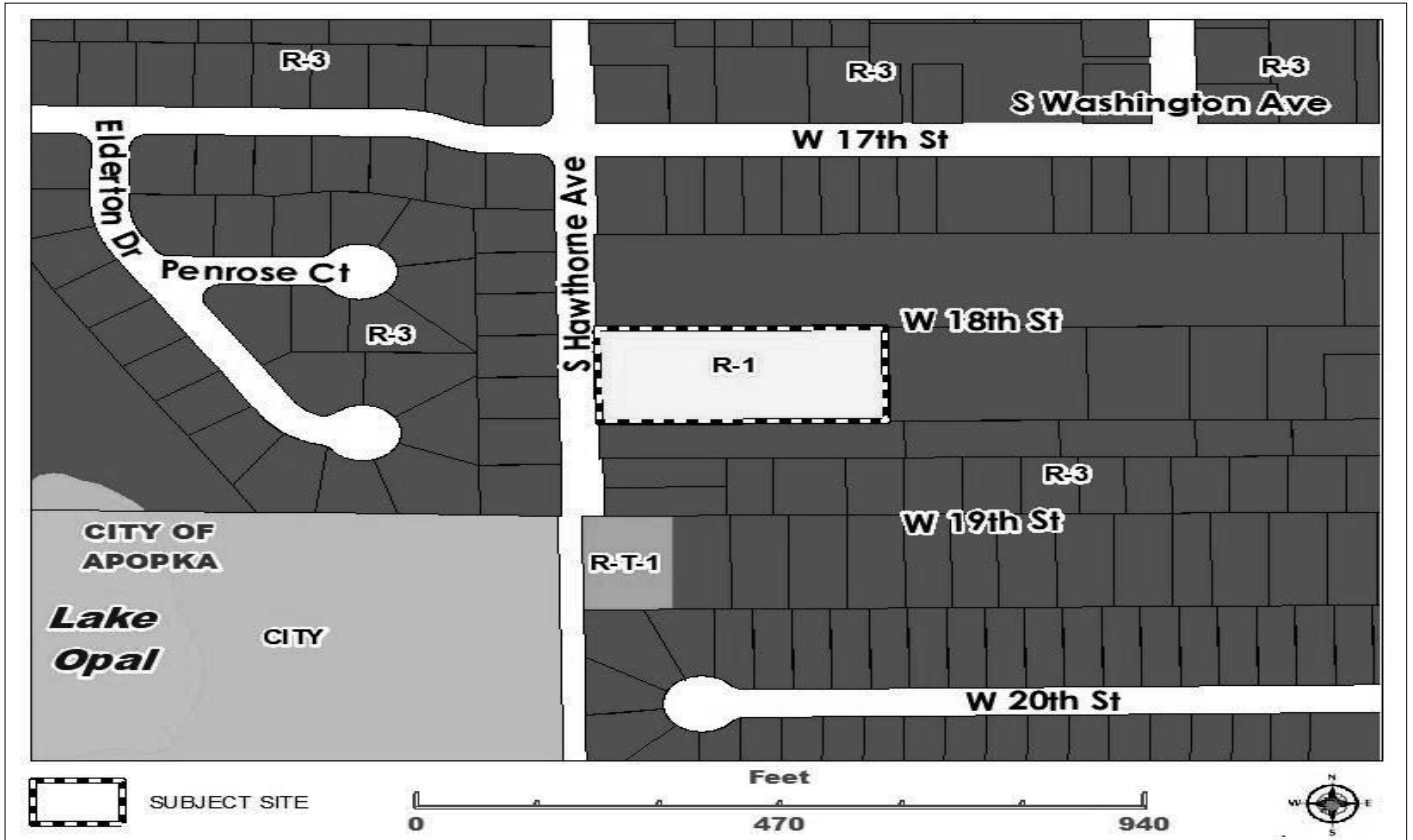 R-3
R-3
R-3
S Washington Ave
W 17th St
Elderton Dr
S Hawthorne Ave
Penrose Ct
R-3
W 18th St
R-1
R-3
W 19th St
CITY OF
APOPKA
R-T-1
Lake
Opal
CITY
W 20th St
SUBJECT SITE
Feet
0
470
940
N
W
E
S